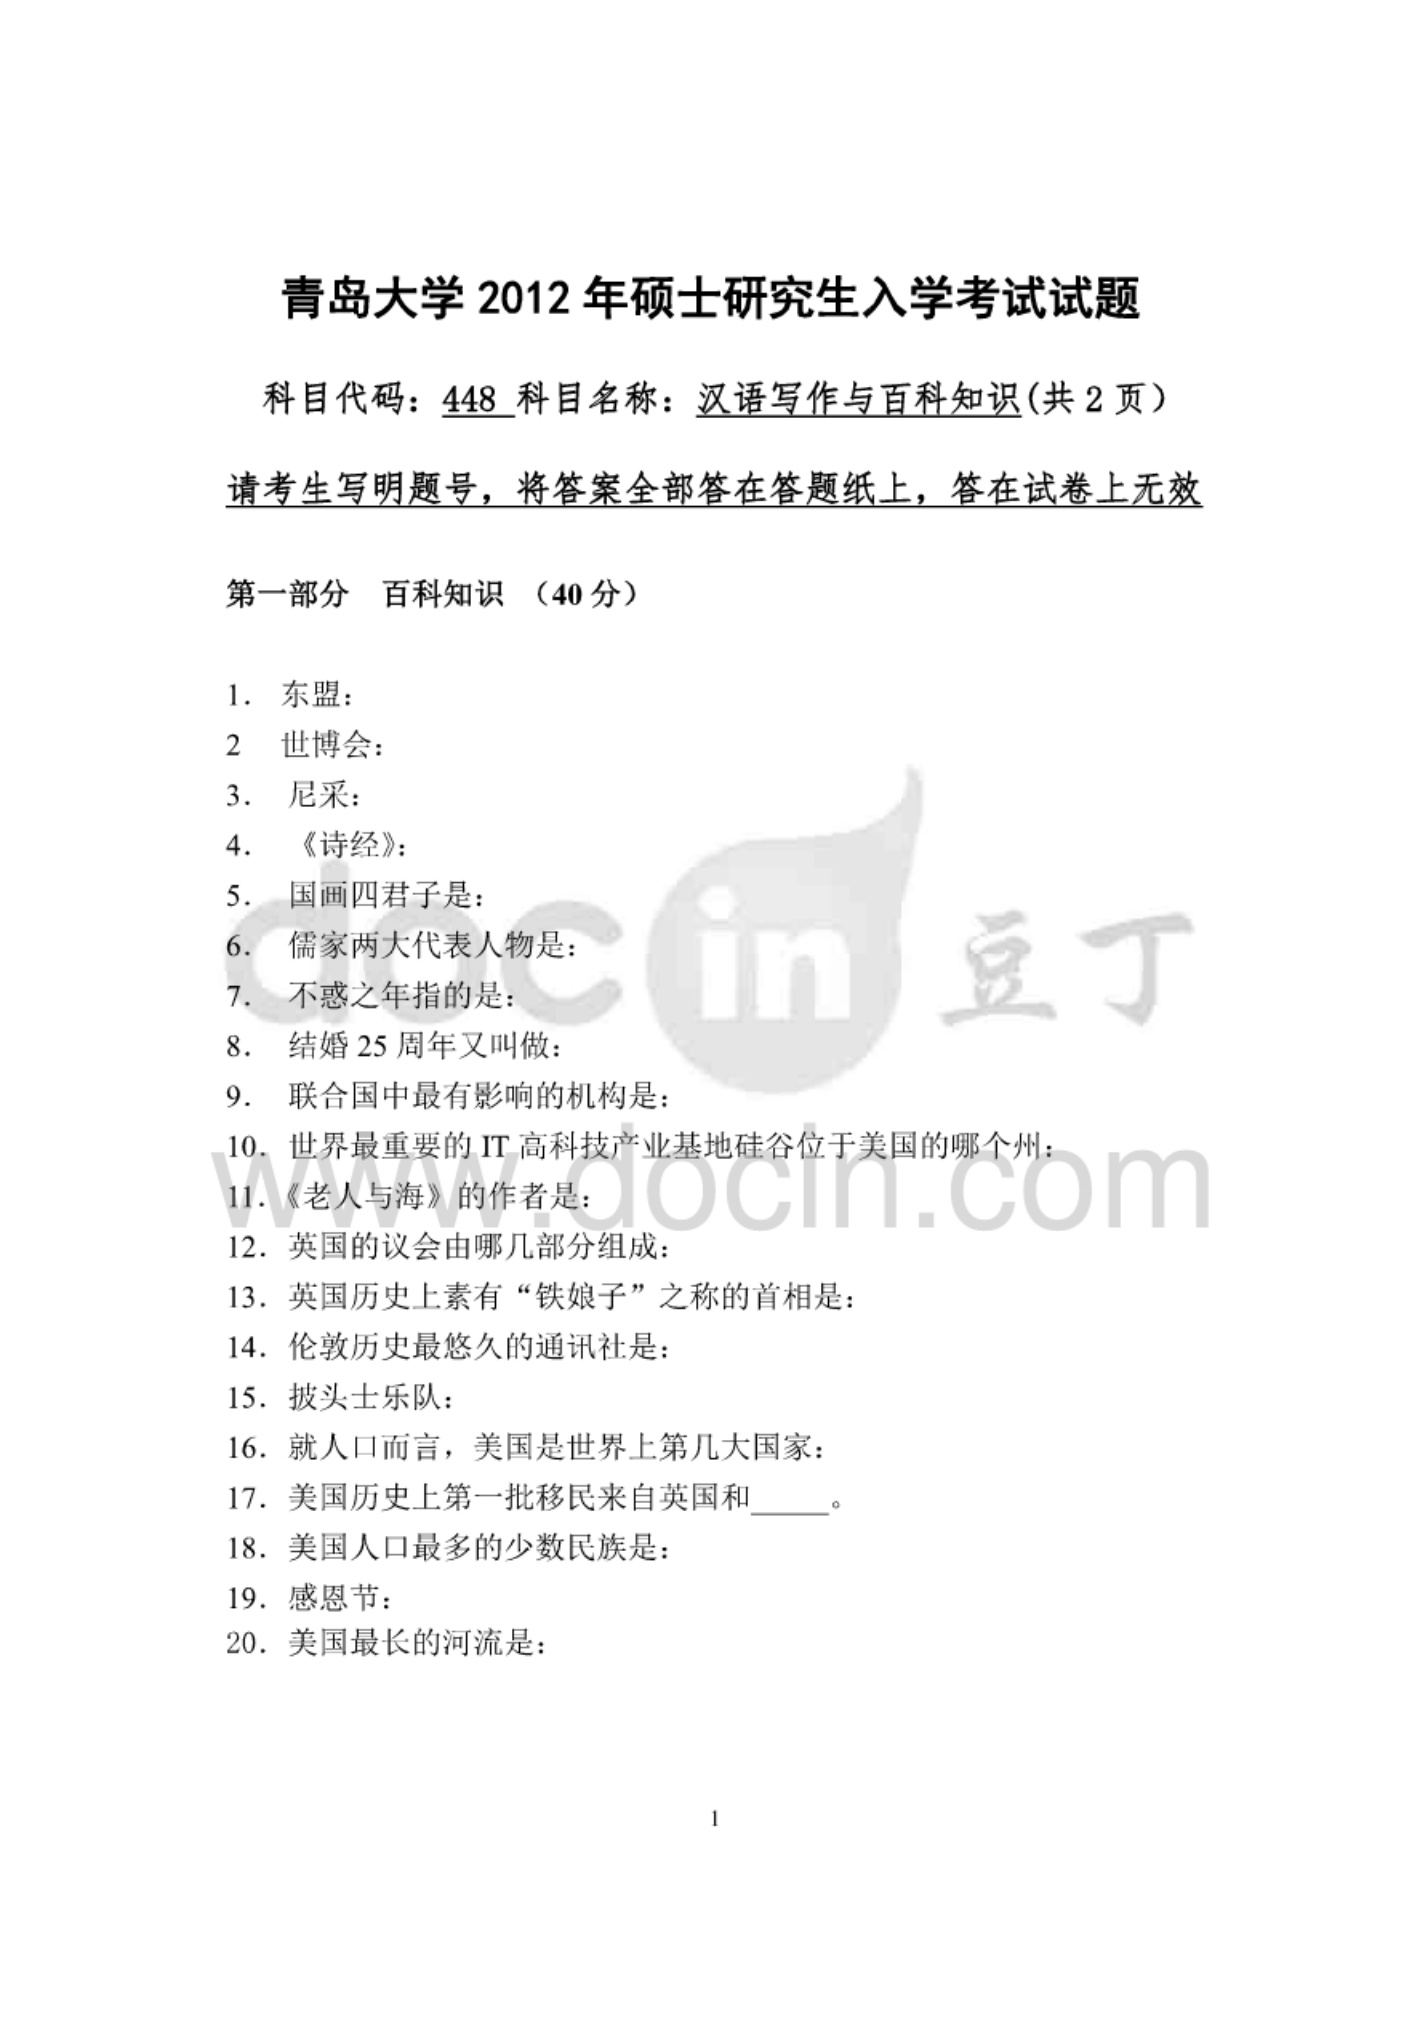 青岛大学 2012 年硕士研究生入学考试试题
科目代码：448 科目名称：汉语写作与百科知识(共 2 页）
请考生写明题号，将答案全部答在答题纸上，答在试卷上无效
第一部分 百科知识 （40 分）
1． 东盟：
2 世博会：
3． 尼采：
4． 《诗经》：
5． 国画四君子是：
6． 儒家两大代表人物是：
7． 不惑之年指的是：
8． 结婚 25 周年又叫做：
9． 联合国中最有影响的机构是：
10．世界最重要的 IT 高科技产业基地硅谷位于美国的哪个州：
11．《老人与海》的作者是：
12．英国的议会由哪几部分组成：
13．英国历史上素有“铁娘子”之称的首相是：
14．伦敦历史最悠久的通讯社是：
15．披头士乐队：
16．就人口而言，美国是世界上第几大国家：
17．美国历史上第一批移民来自英国和_____。
18．美国人口最多的少数民族是：
19．感恩节：
20．美国最长的河流是：
docin 豆丁
www.docin.com
1